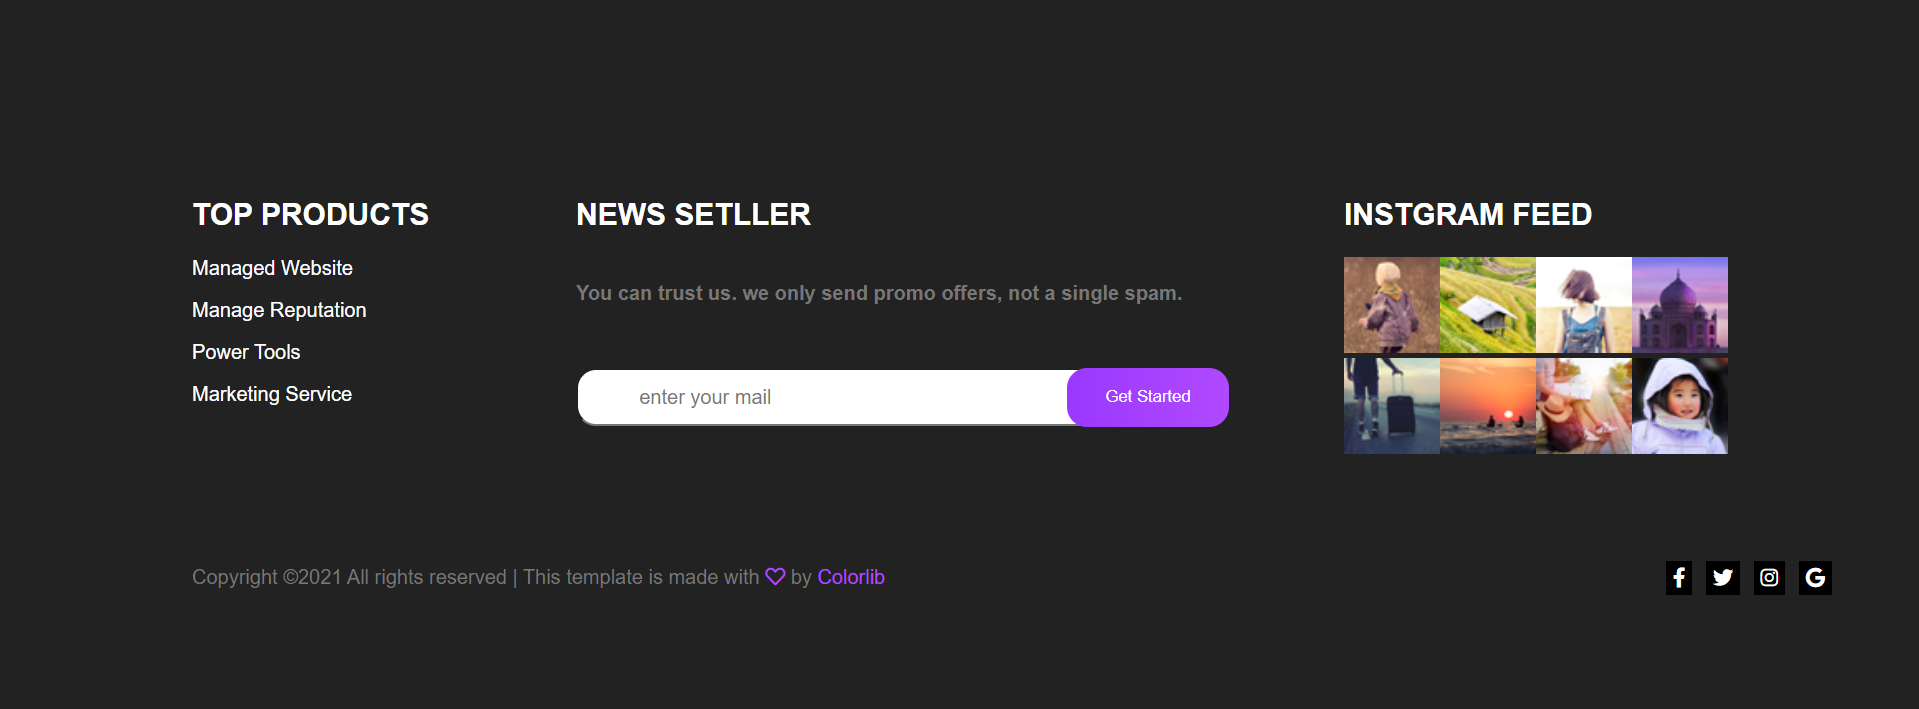 TOP PRODUCTS
Managed Website
Manage Reputation
Power Tools
Marketing Service
NEWS SETLLER
You can trust us. we only send promo offers, not a single spam.
enter your mail
Get Started
INSTGRAM FEED
Copyright ©2021 All rights reserved | This template is made with ♡ by Colorlib